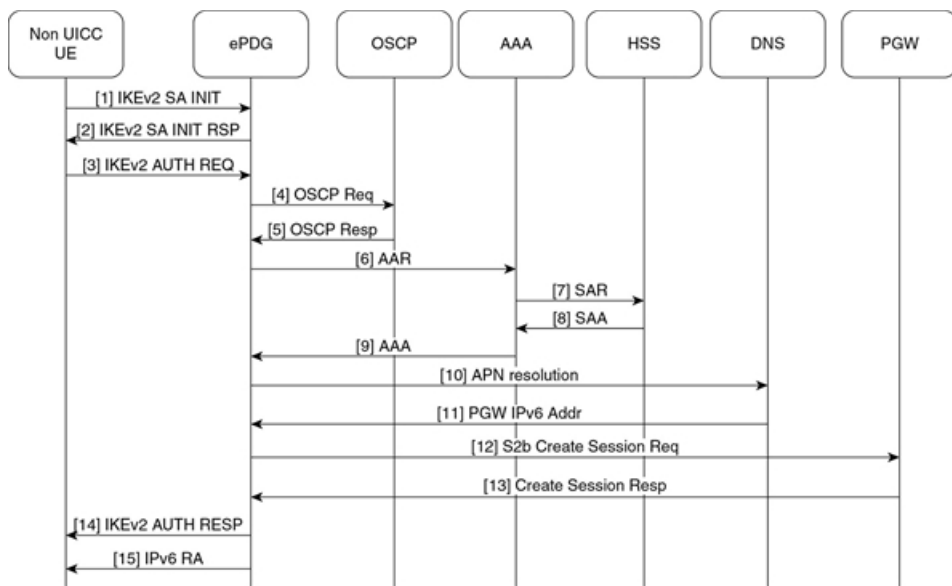 Non UICC
UE
ePDG
OSCP
AAA
HSS
DNS
PGW
[1] IKEv2 SA INIT
[2] IKEv2 SA INIT RSP
[3] IKEv2 AUTH REQ
[4] OSCP Req
[5] OSCP Resp
[6] AAR
[7] SAR
[8] SAA
[9] AAA
[10] APN resolution
[11] PGW IPv6 Addr
[12] S2b Create Session Req
[13] Create Session Resp
[14] IKEv2 AUTH RESP
[15] IPv6 RA